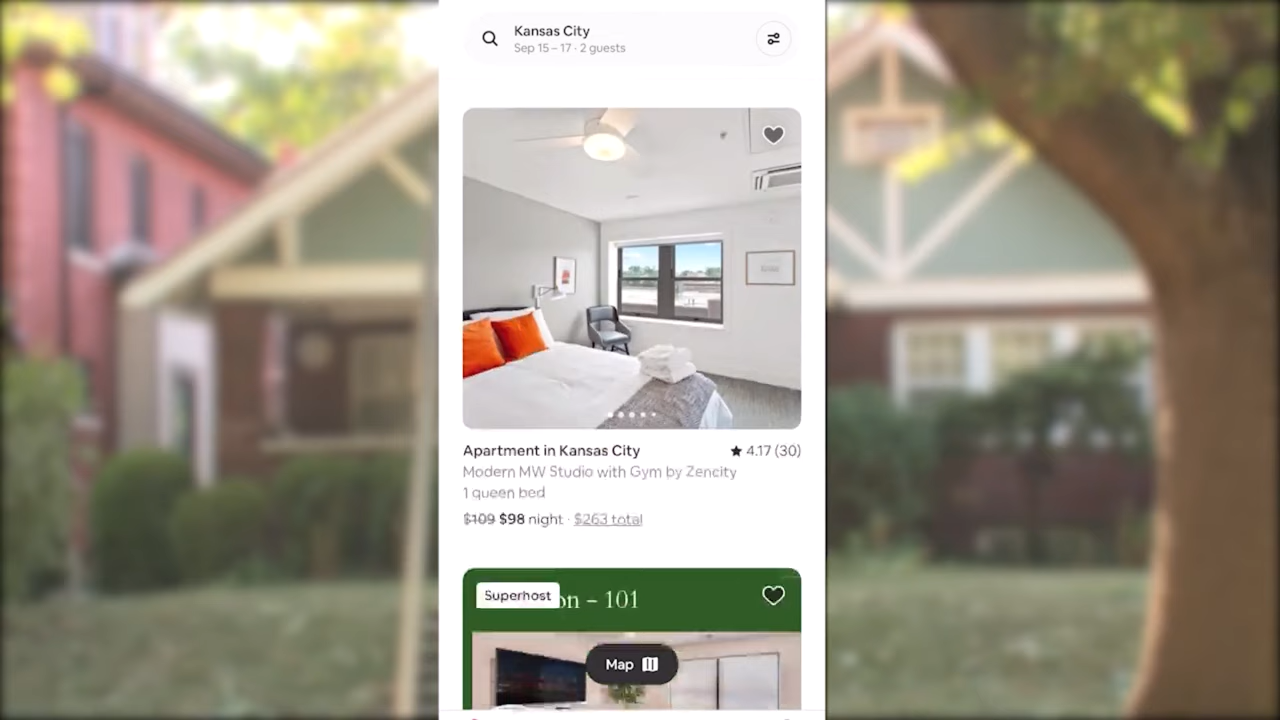 Kansas City
Sep 15 – 17 · 2 guests
Apartment in Kansas City
★ 4.17 (30)
Modern MW Studio with Gym by Zencity
1 queen bed
$109 $98 night · $263 total
Superhost
on – 101
Map